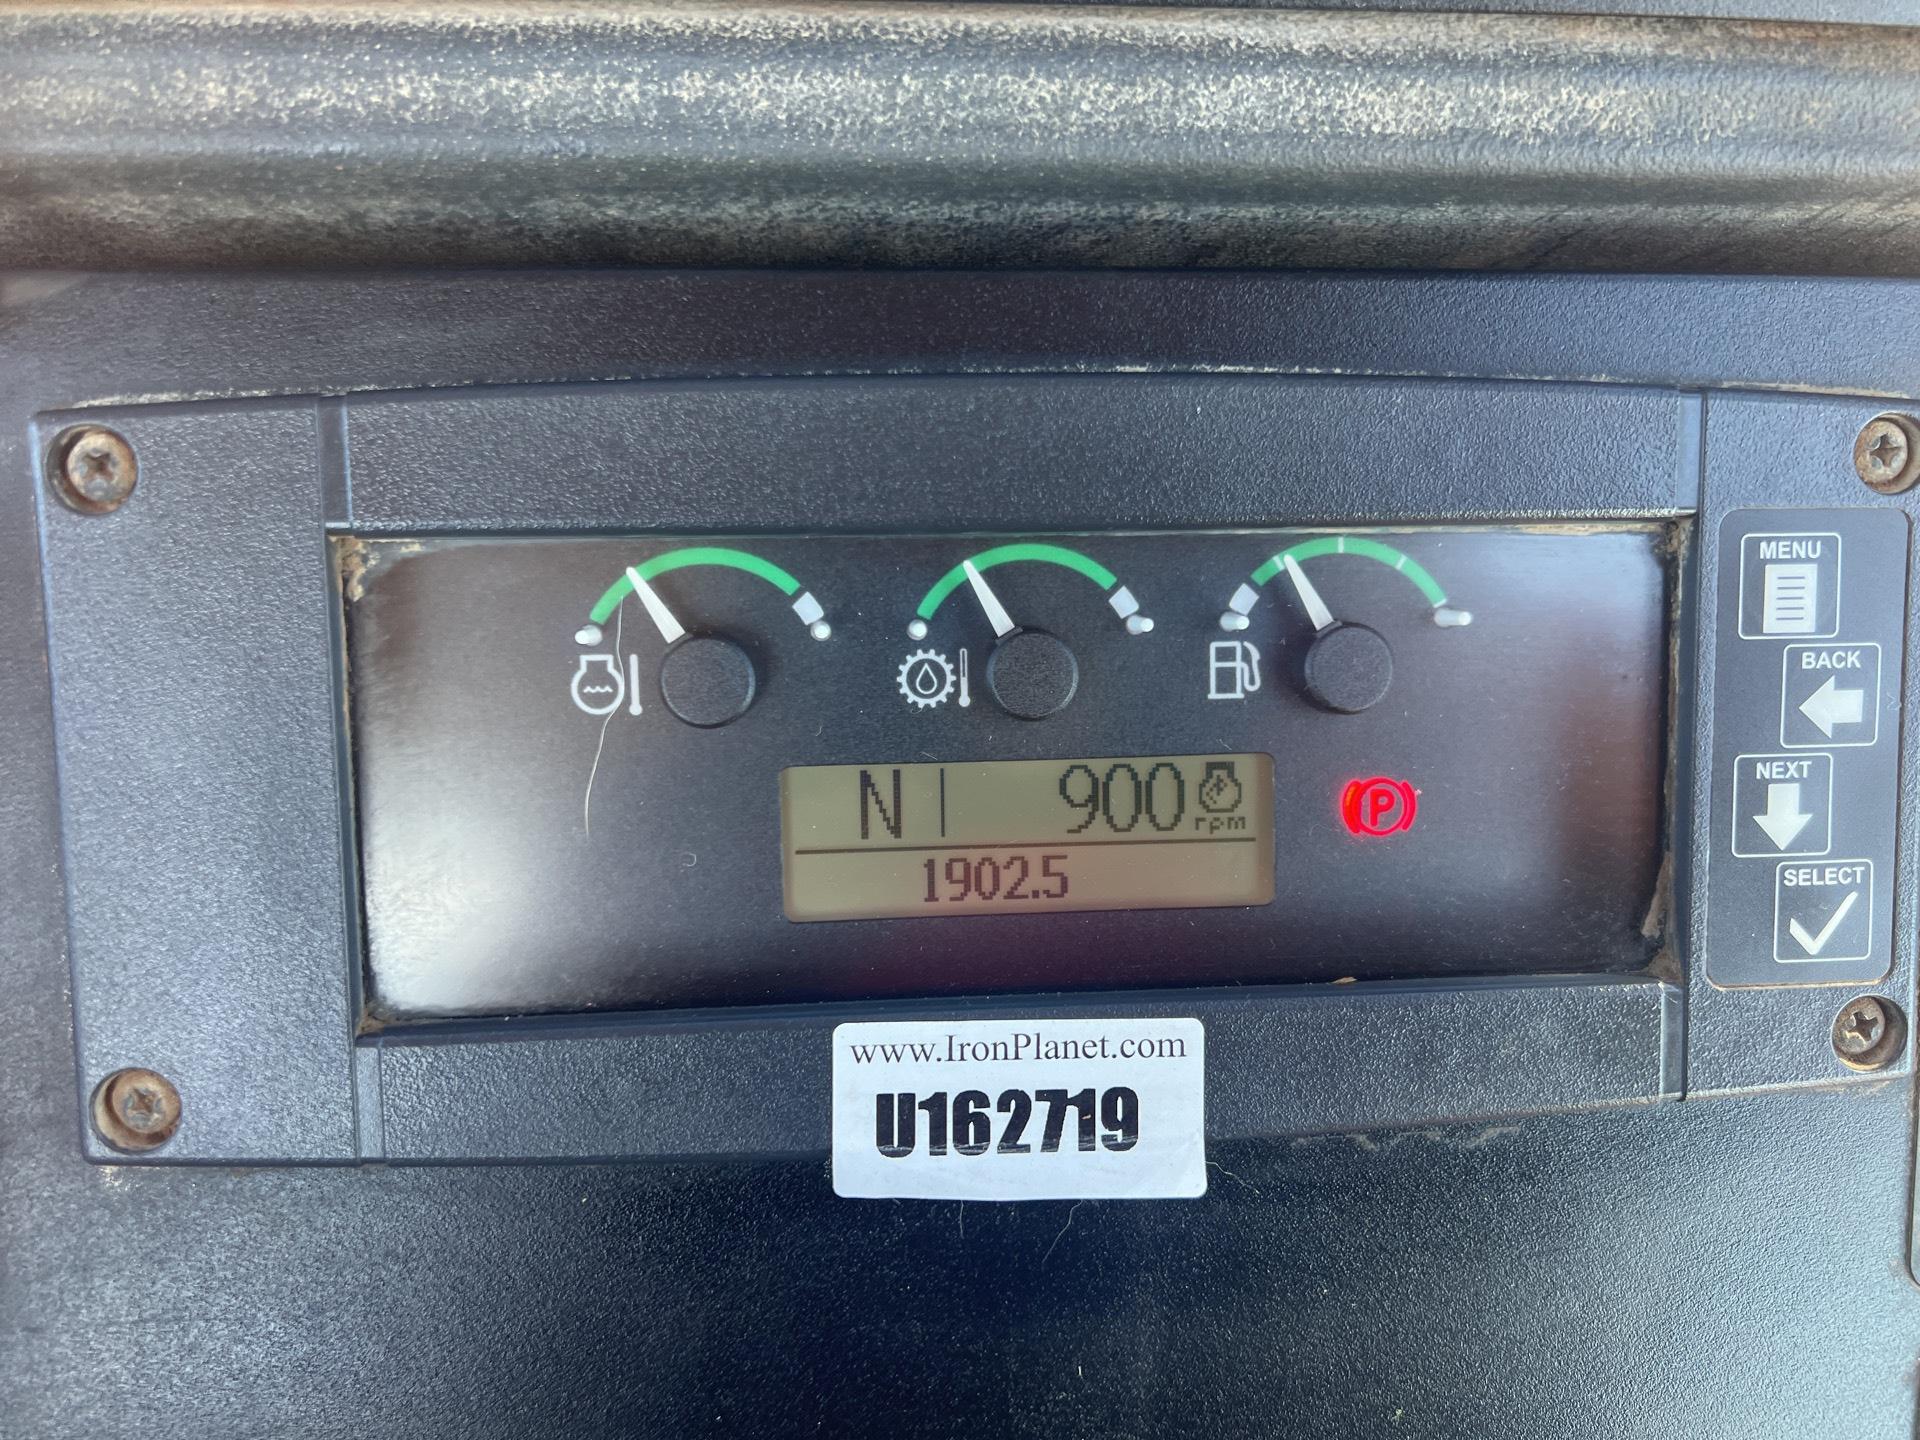 MENU
BACK
NEXT
SELECT
N 900 rpm
1902.5
P
www.IronPlanet.com
U162719